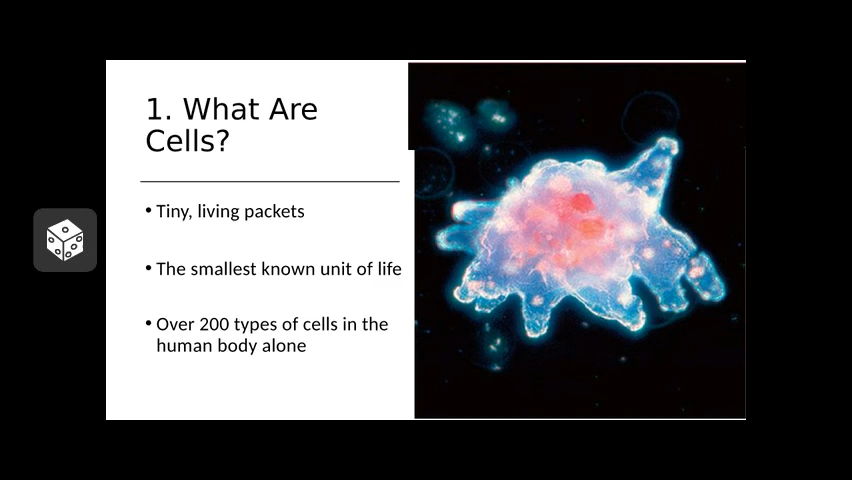 1. What Are
Cells?
• Tiny, living packets
• The smallest known unit of life
• Over 200 types of cells in the
human body alone